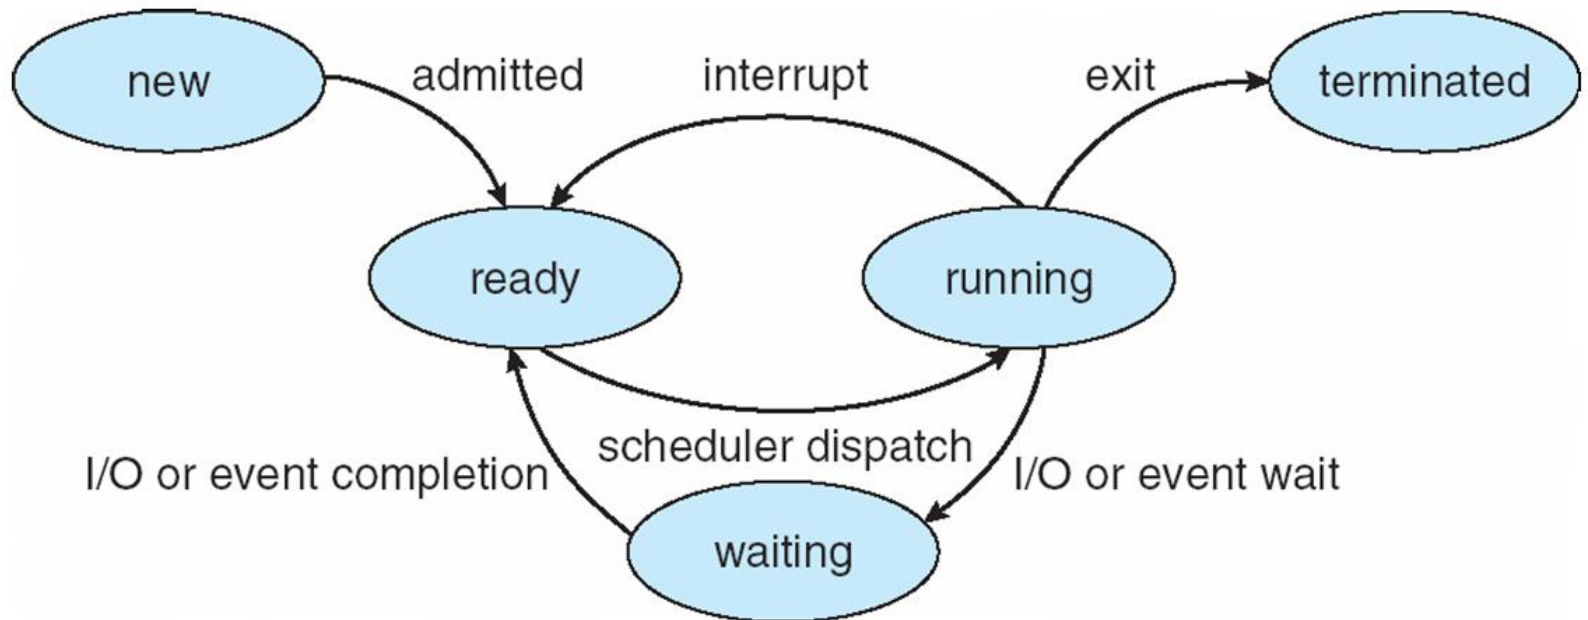 new
admitted
interrupt
exit
terminated
ready
running
scheduler dispatch
I/O or event completion
I/O or event wait
waiting